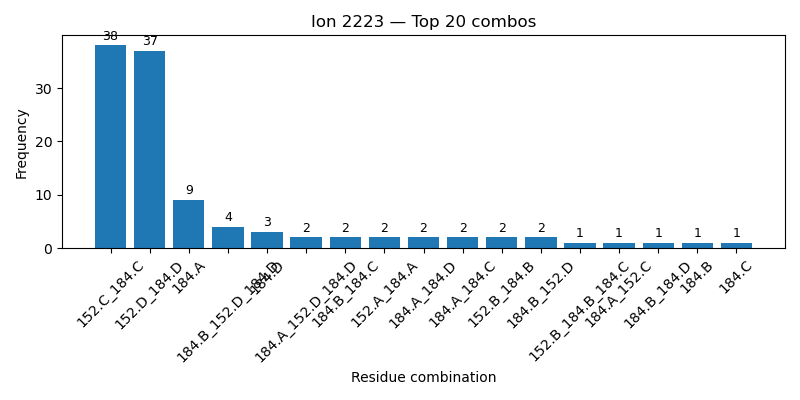 Ion 2223 — Top 20 combos
Frequency
30
20
10
0
38
37
9
4
3
2
2
2
2
2
2
2
1
1
1
1
1
152.C_184.C
152.D_184.D
184.A
184.B_152.D_184.D
184.D
184.A_152.D_184.D
184.B_184.C
152.A_184.A
184.A_184.D
184.A_184.C
152.B_184.B
184.B_152.D
152.B_184.B_184.C
184.A_152.C
184.B_184.D
184.B
184.C
Residue combination